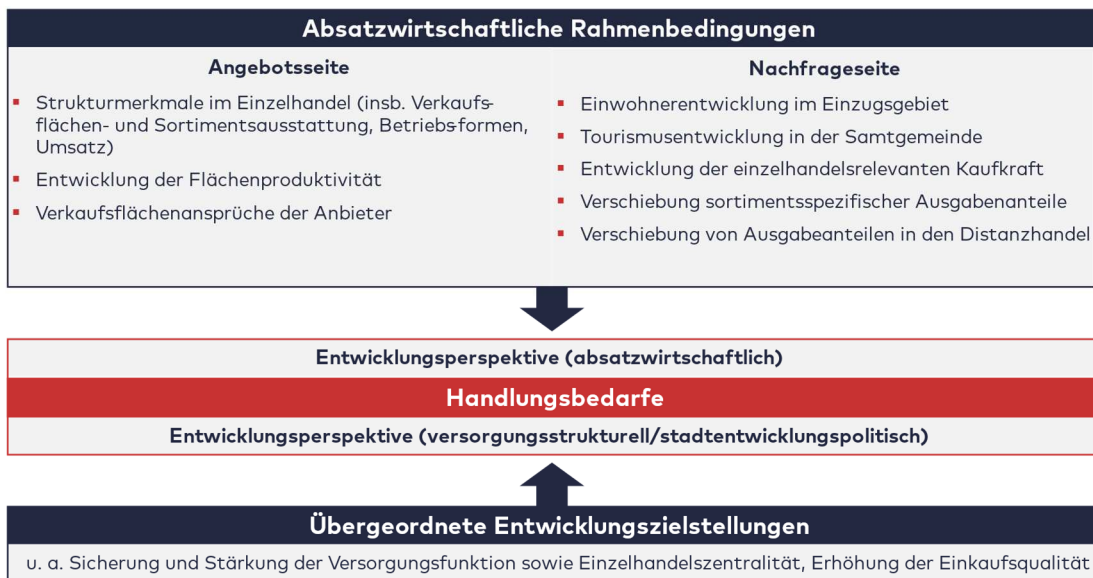 Absatzwirtschaftliche Rahmenbedingungen
Angebotsseite
▪ Strukturmerkmale im Einzelhandel (insb. Verkaufs-
flächen- und Sortimentsausstattung, Betriebsformen,
Umsatz)
▪ Entwicklung der Flächenproduktivität
▪ Verkaufsflächenansprüche der Anbieter
Nachfrageseite
▪ Einwohnerentwicklung im Einzugsgebiet
▪ Tourismusentwicklung in der Samtgemeinde
▪ Entwicklung der einzelhandelsrelevanten Kaufkraft
▪ Verschiebung sortimentsspezifischer Ausgabenanteile
▪ Verschiebung von Ausgabeanteilen in den Distanzhandel
Entwicklungsperspektive (absatzwirtschaftlich)
Handlungsbedarfe
Entwicklungsperspektive (versorgungsstrukturell/stadtentwicklungspolitisch)
Übergeordnete Entwicklungszielstellungen
u. a. Sicherung und Stärkung der Versorgungsfunktion sowie Einzelhandelszentralität, Erhöhung der Einkaufsqualität